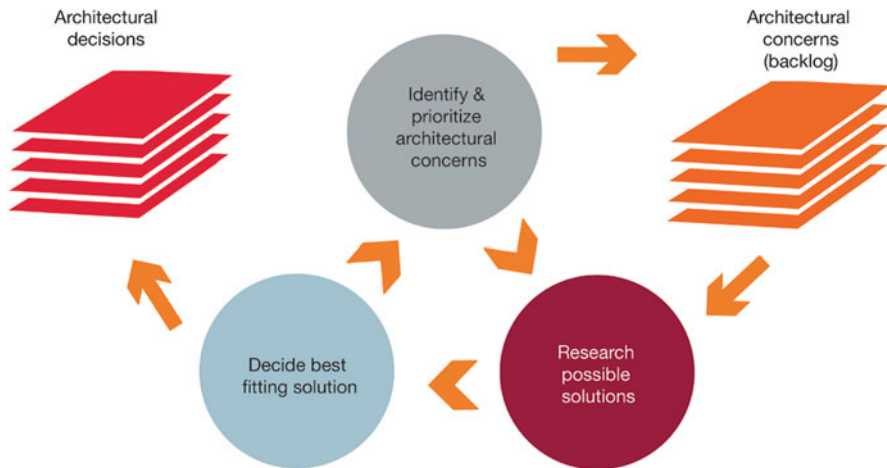 Architectural
decisions
Identify &
prioritize
architectural
concerns
Architectural
concerns
(backlog)
Decide best
fitting solution
Research
possible
solutions